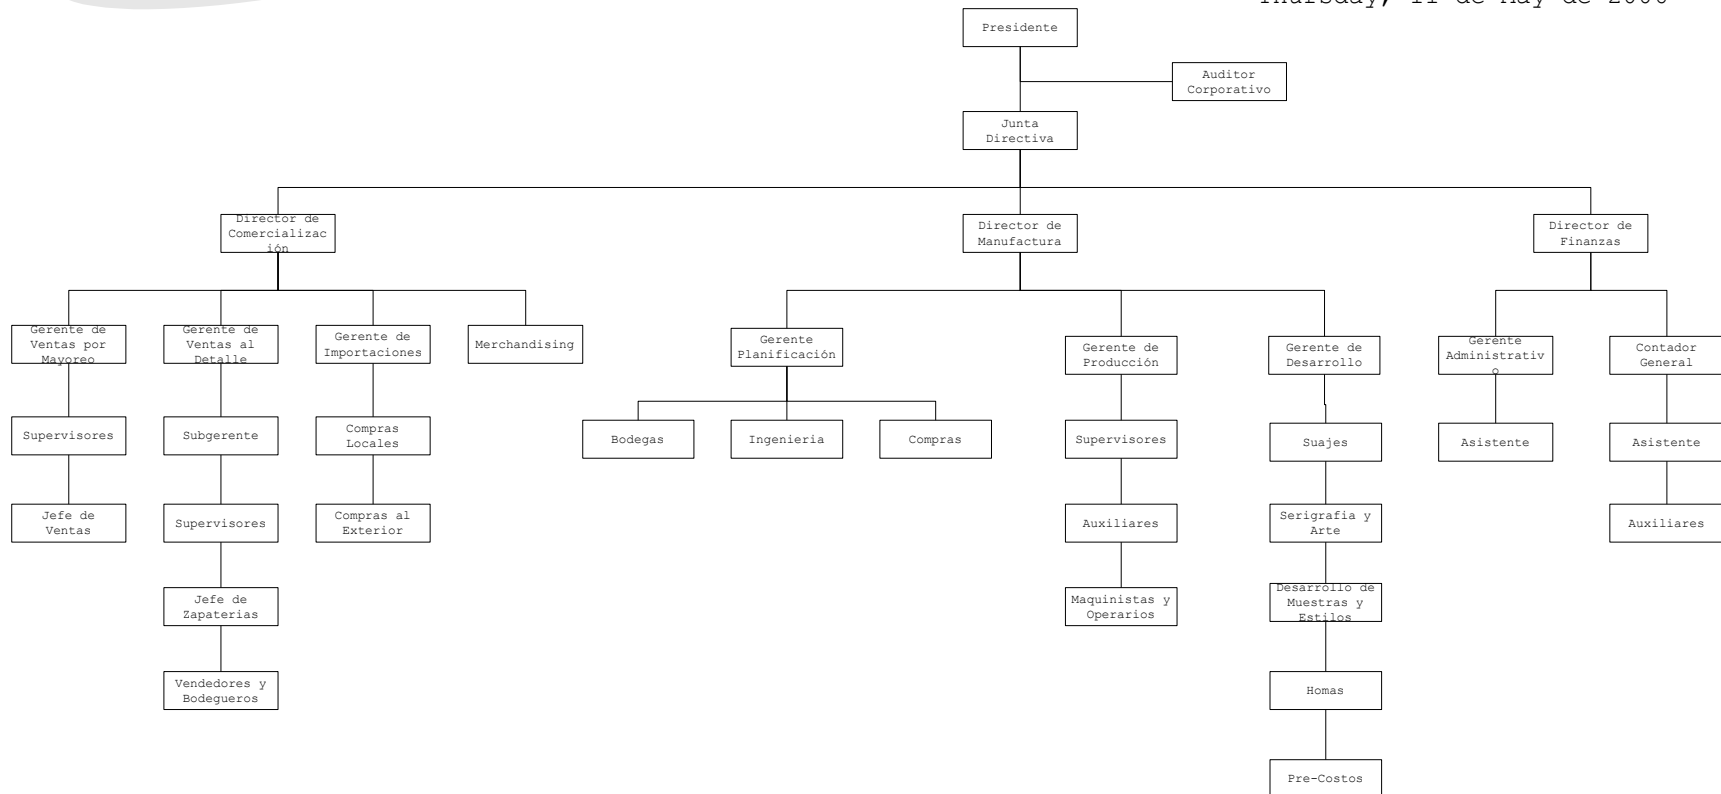 Thursday, 11 de May de 2000
Presidente
Auditor
Corporativo
Junta
Directiva
Director de
Comercializac
ión
Director de
Manufactura
Director de
Finanzas
Gerente de
Ventas por
Mayoreo
Gerente de
Ventas al
Detalle
Gerente de
Importaciones
Merchandising
Gerente
Planificación
Gerente de
Producción
Gerente de
Desarrollo
Gerente
Administrativ
o
Contador
General
Supervisores
Subgerente
Compras
Locales
Bodegas
Ingenieria
Compras
Supervisores
Suajes
Asistente
Asistente
Jefe de
Ventas
Supervisores
Compras al
Exterior
Auxiliares
Serigrafia y
Arte
Auxiliares
Jefe de
Zapaterias
Maquinistas y
Operarios
Desarrollo de
Muestras y
Estilos
Vendedores y
Bodegueros
Homas
Pre-Costos